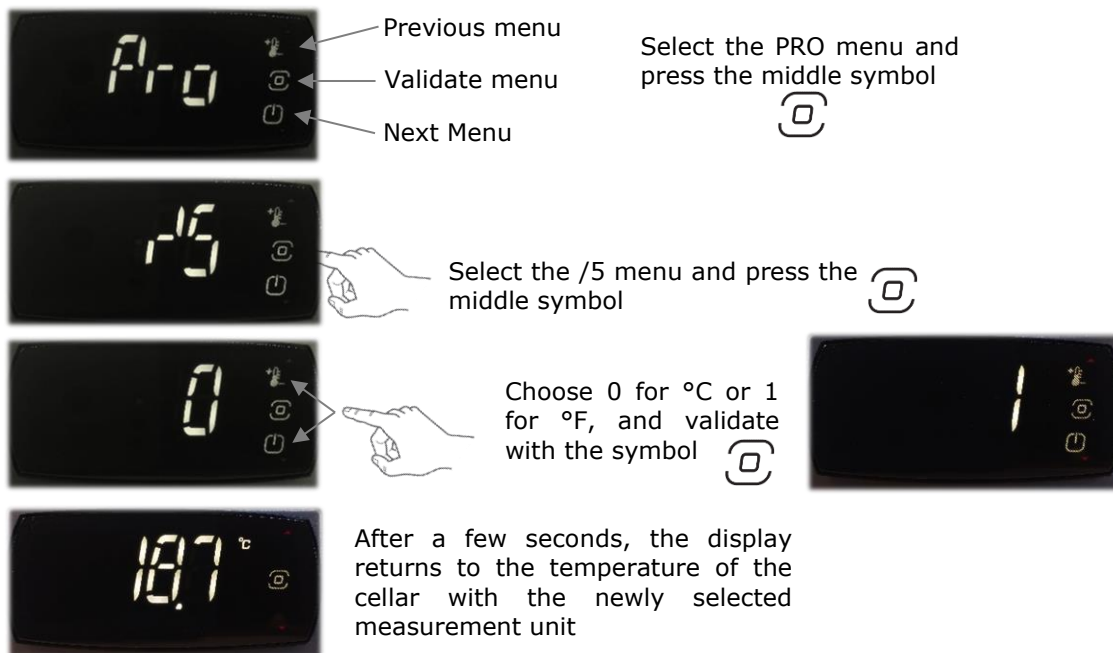 Pro
Previous menu
Validate menu
Next Menu
Select the PRO menu and
press the middle symbol
r'5
Select the /5 menu and press the
middle symbol
0
Choose 0 for °C or 1
for °F, and validate
with the symbol
1
18.7 °C
After a few seconds, the display
returns to the temperature of the
cellar with the newly selected
measurement unit